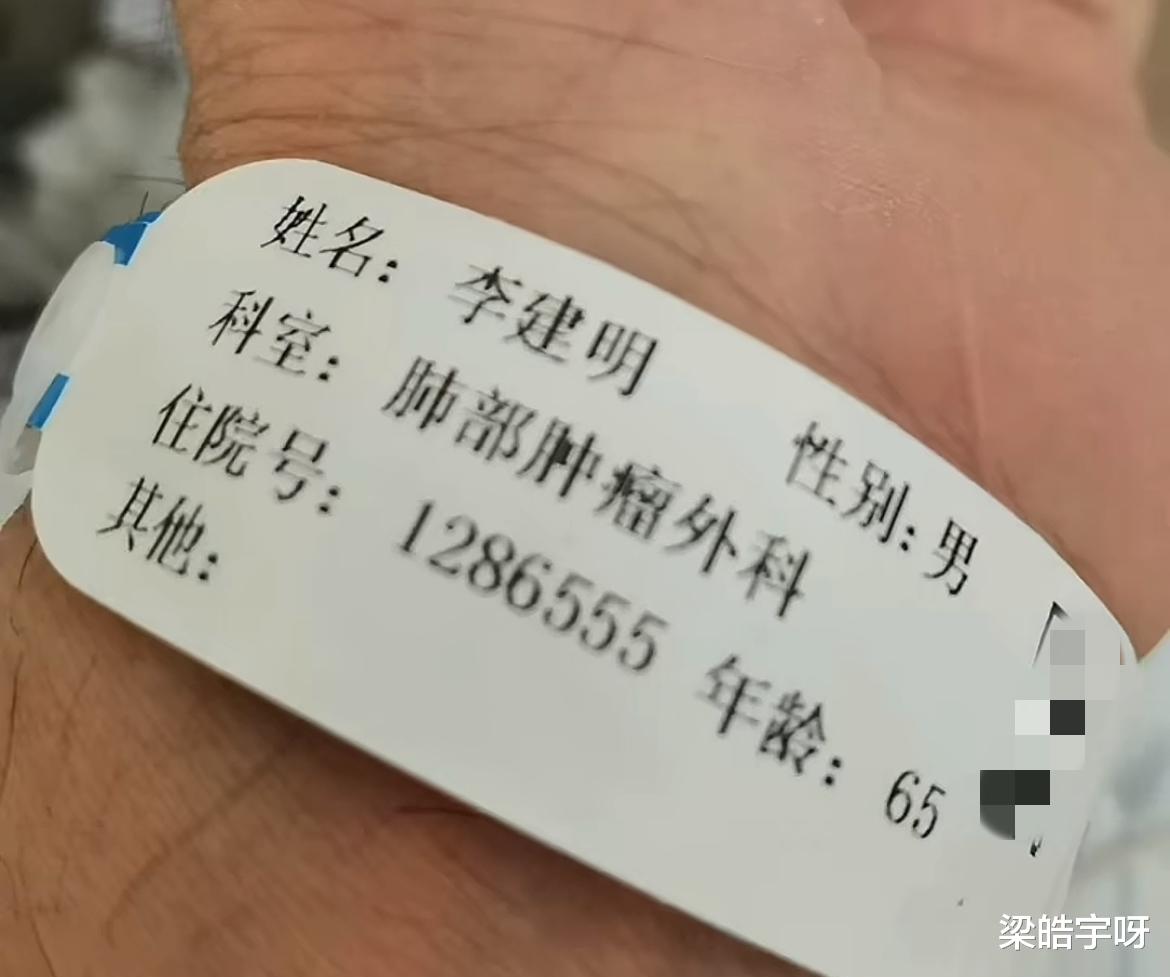 姓名： 李建明 性别：男
科室： 肺部肿瘤外科
住院号： 1286555 年龄： 65
其他：
梁皓宇呀